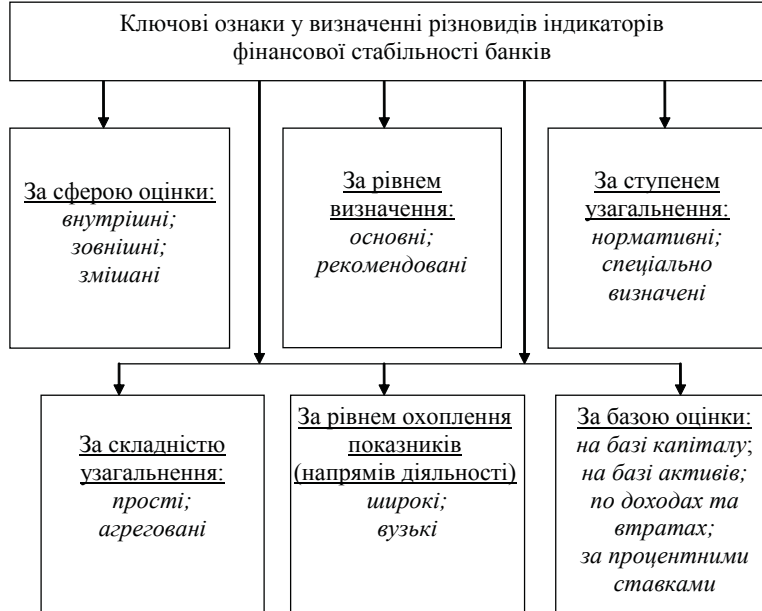 Ключові ознаки у визначенні різновидів індикаторів
фінансової стабільності банків
За сферою оцінки:
внутрішні;
зовнішні;
змішані
За рівнем
визначення:
основні;
рекомендовані
За ступенем
узагальнення:
нормативні;
спеціально
визначені
За складністю
узагальнення:
прості;
агреговані
За рівнем охоплення
показників
(напрямів діяльності)
широкі;
вузькі
За базою оцінки:
на базі капіталу;
на базі активів;
по доходах та
втратах;
за процентними
ставками